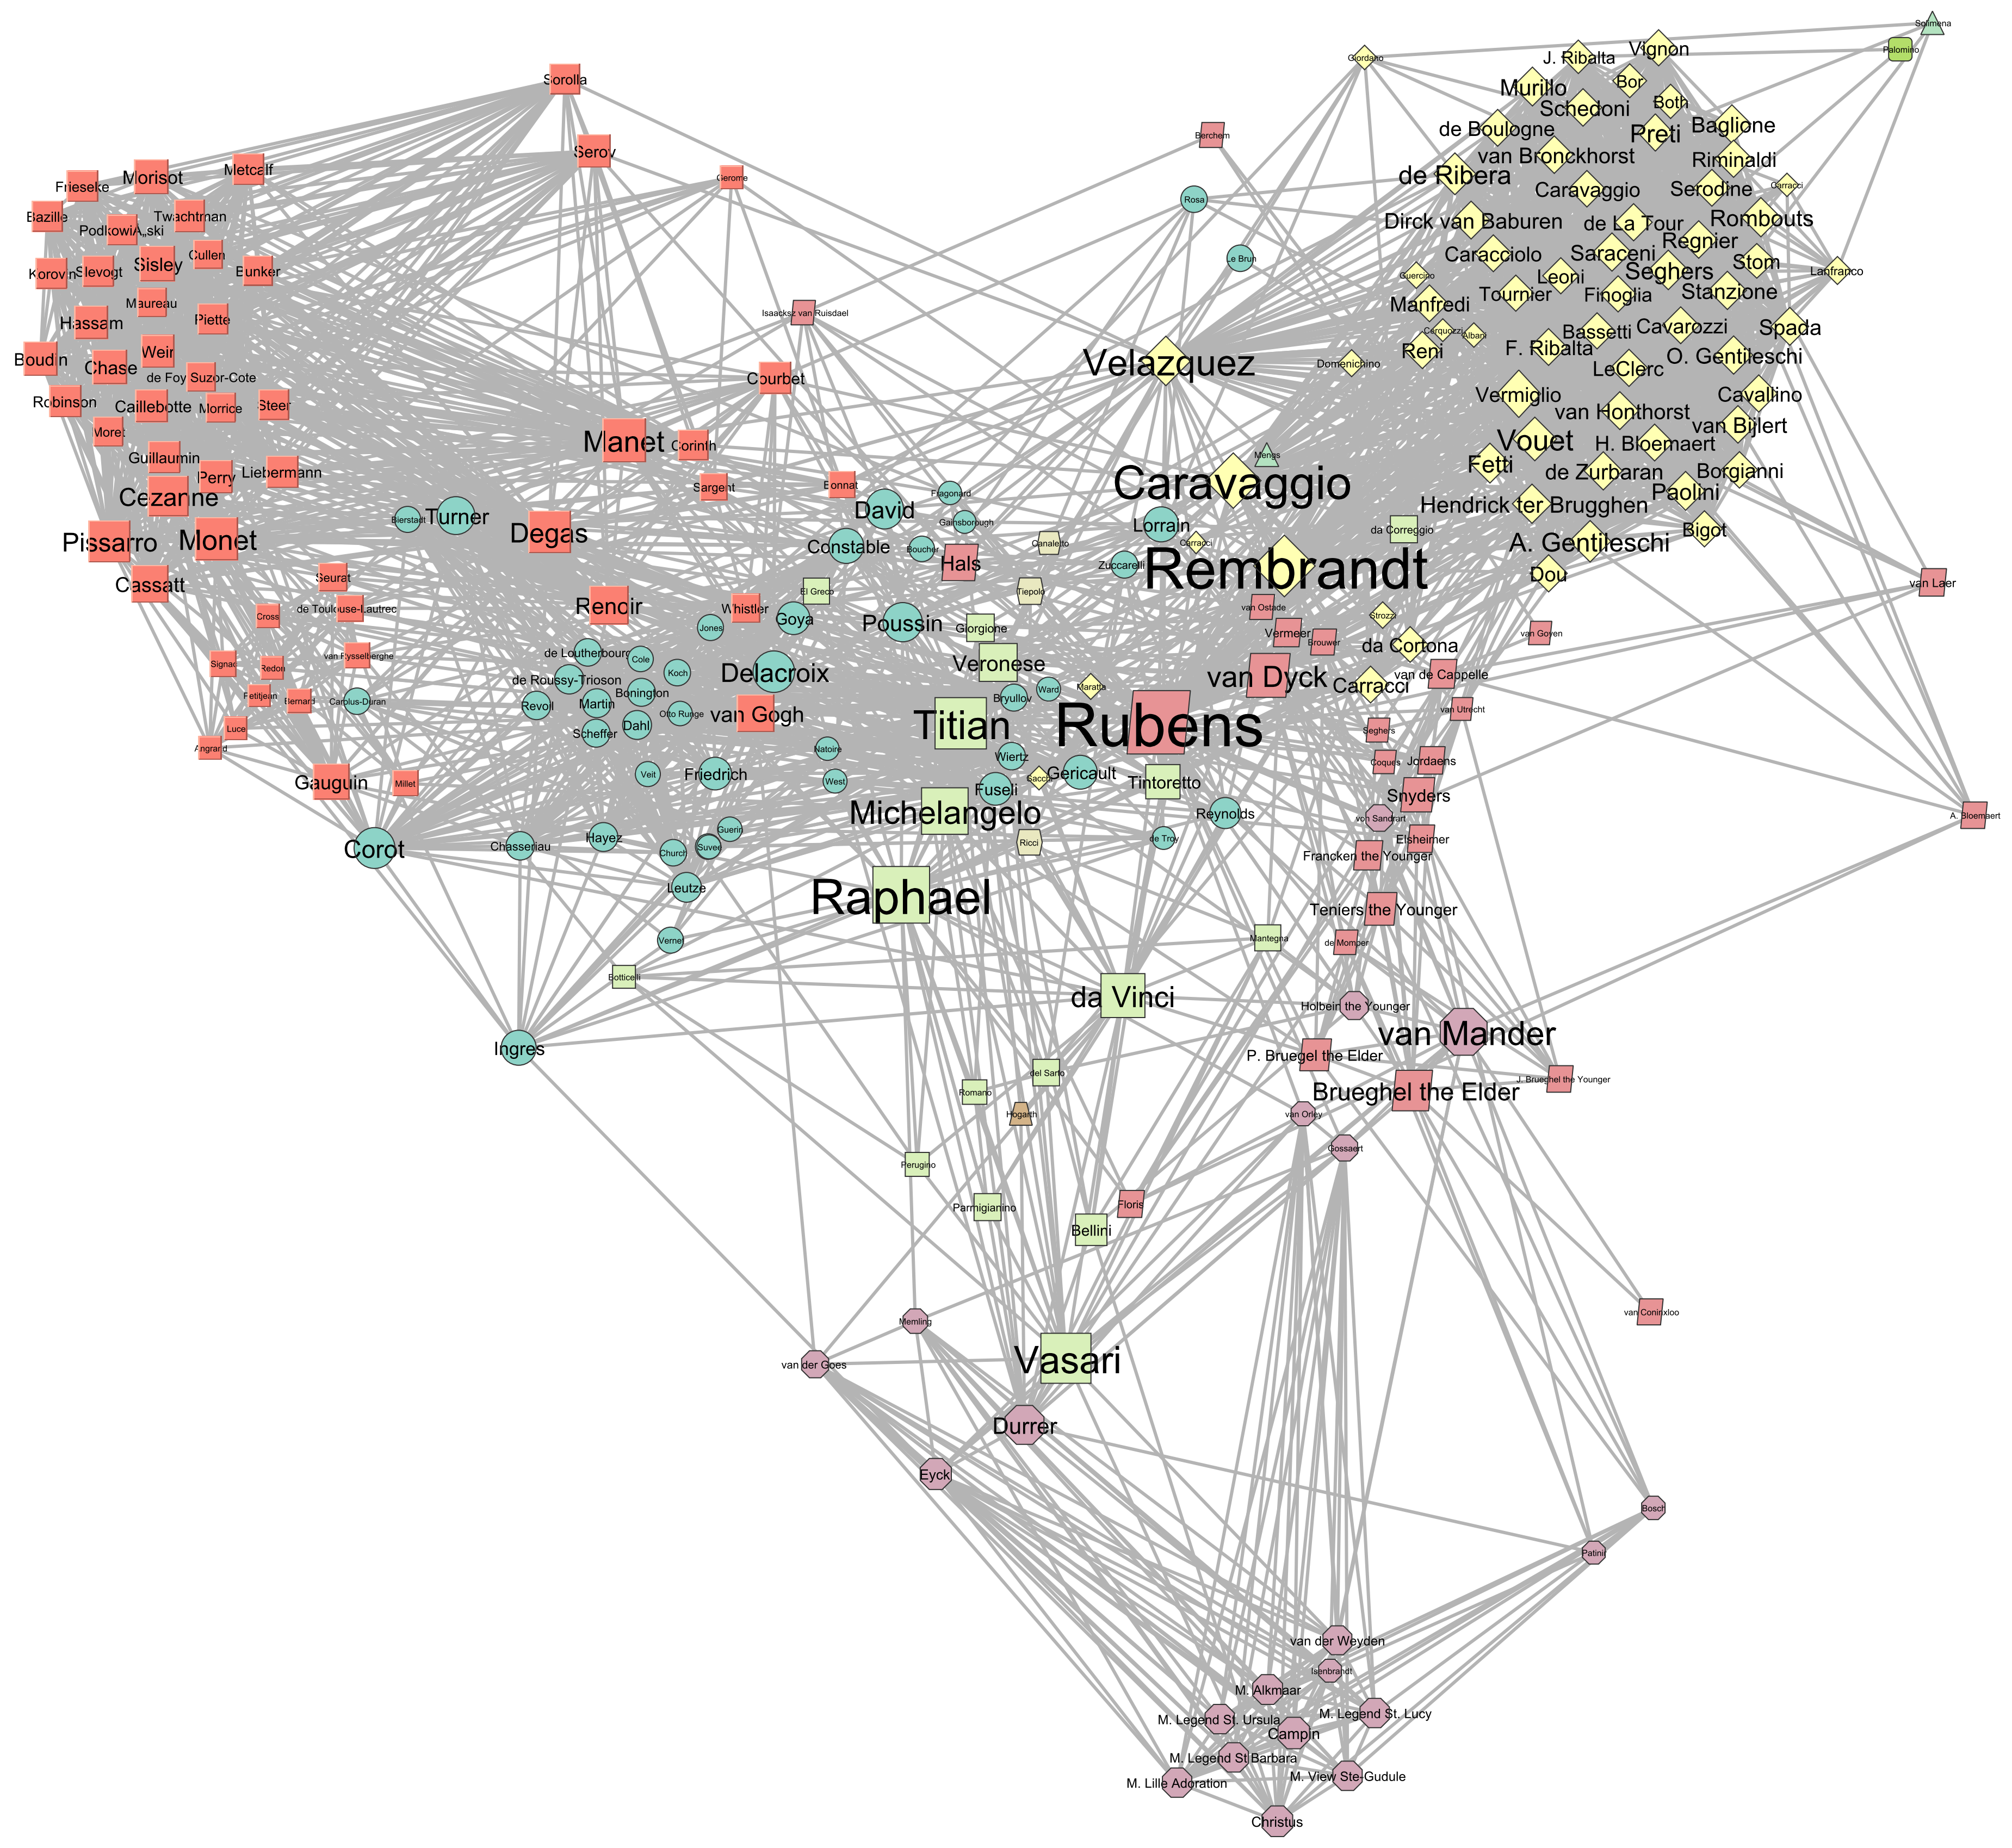 Solimena
Palomino
Giordano
J. Ribalta
Vignon
Sorolla
Murillo
Bor
Schedoni
Both
de Boulogne
Preti
Baglione
Berchem
Serov
van Bronckhorst
Riminaldi
Metcalf
Gerome
de Ribera
Morisot
Frieseke
Caravaggio
Serodine
Carracci
Rosa
Bazille
Twachtman
Dirck van Baburen
de La Tour
Rombouts
PodkowiÄ„ski
Regnier
Cullen
Caracciolo
Saraceni
Le Brun
Sisley
Stom
Korovin
Slevogt
Bunker
Guercino
Leoni
Seghers
Lanfranco
Maureau
Manfredi
Tournier
Finoglia
Stanzione
Isaacksz van Ruisdael
Hassam
Piette
Cerquozzi
Albani
Bassetti
Cavarozzi
Spada
Boudin
Weir
Reni
F. Ribalta
O. Gentileschi
Velazquez
Domenichino
Chase
LeClerc
de Foy Suzor-Cote
Courbet
Vermiglio
Cavallino
Robinson
Caillebotte
Morrice
Steer
van Honthorst
Moret
van Bijlert
Manet
Corinth
Vouet
H. Bloemaert
Guillaumin
Mengs
Fetti
Perry
Liebermann
de Zurbaran
Borgianni
Cezanne
Sargent
Bonnat
Caravaggio
Fragonard
Paolini
Hendrick ter Brugghen
Bierstadt
Turner
David
Gainsborough
Lorrain
da Correggio
Bigot
Pissarro
Monet
Degas
Constable
Boucher
Canaletto
Carracci
A. Gentileschi
Hals
Zuccarelli
Rembrandt
Dou
Cassatt
Seurat
El Greco
Tiepolo
van Laer
Cross
de Toulouse-Lautrec
Renoir
Whistler
van Ostade
Strozzi
Jones
Goya
Poussin
Giorgione
Vermeer
Brouwer
van Goyen
Signac
Redon
van Rysselberghe
de Loutherbourg
Cole
Veronese
da Cortona
Koch
Delacroix
van Dyck
van de Cappelle
de Roussy-Trioson
Petitjean
Bernard
Carolus-Duran
Revoil
Martin
Bonington
Bryullov
Ward
Maratta
Carracci
Luce
Scheffer
Dahl
Otto Runge
van Gogh
Titian
Rubens
van Utrecht
Seghers
Angrand
Natoire
Wiertz
Coques
Jordaens
Gauguin
Millet
Veit
Friedrich
West
Sacchi
Gericault
Tintoretto
Fuseli
Snyders
Michelangelo
Reynolds
von Sandrart
A. Bloemaert
Corot
Chasseriau
Hayez
Church
Suvee
Guerin
Ricci
de Troy
Elsheimer
Francken the Younger
Leutze
Raphael
Teniers the Younger
Vernet
Mantegna
de Momper
Botticelli
da Vinci
Holbein the Younger
van Mander
Ingres
P. Bruegel the Elder
del Sarto
J. Brueghel the Younger
Romano
Brueghel the Elder
Hogarth
van Orley
Gossaert
Perugino
Parmigianino
Floris
Bellini
van Coninxloo
Memling
van der Goes
Vasari
Durrer
Eyck
Bosch
Patinir
van der Weyden
Isenbrandt
M. Alkmaar
M. Legend St. Ursula
M. Legend St. Lucy
Campin
M. Legend St Barbara
M. Lille Adoration
M. View Ste-Gudule
Christus